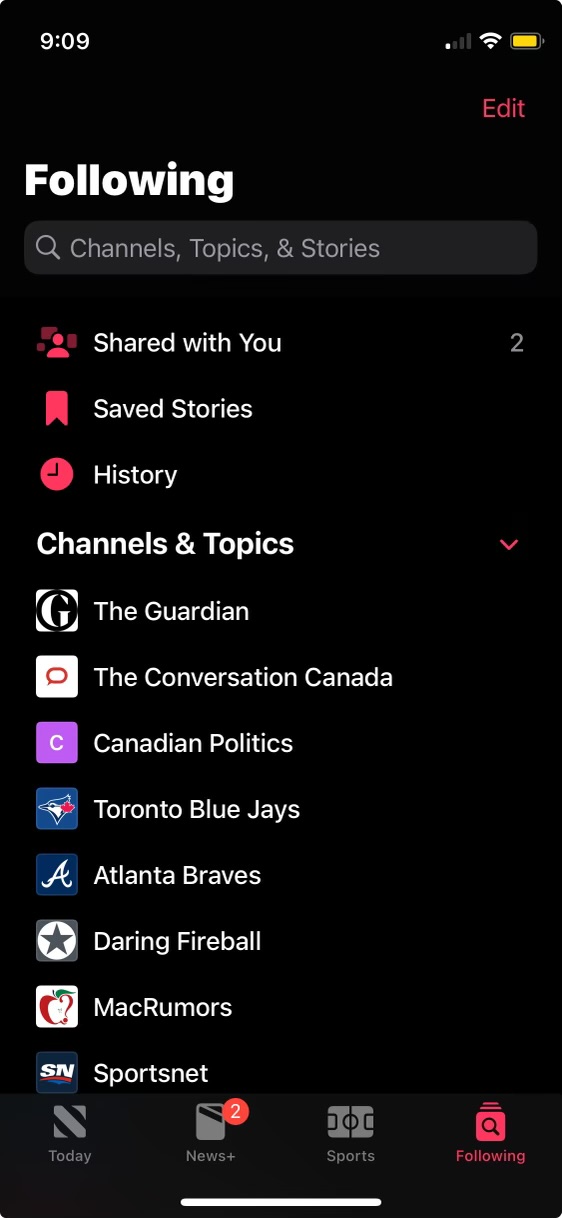 9:09
Edit
Following
Channels, Topics, & Stories
Shared with You 2
Saved Stories
History
Channels & Topics
G The Guardian
The Conversation Canada
C Canadian Politics
Toronto Blue Jays
A Atlanta Braves
Daring Fireball
? MacRumors
SN Sportsnet
2
Today News+ Sports Following